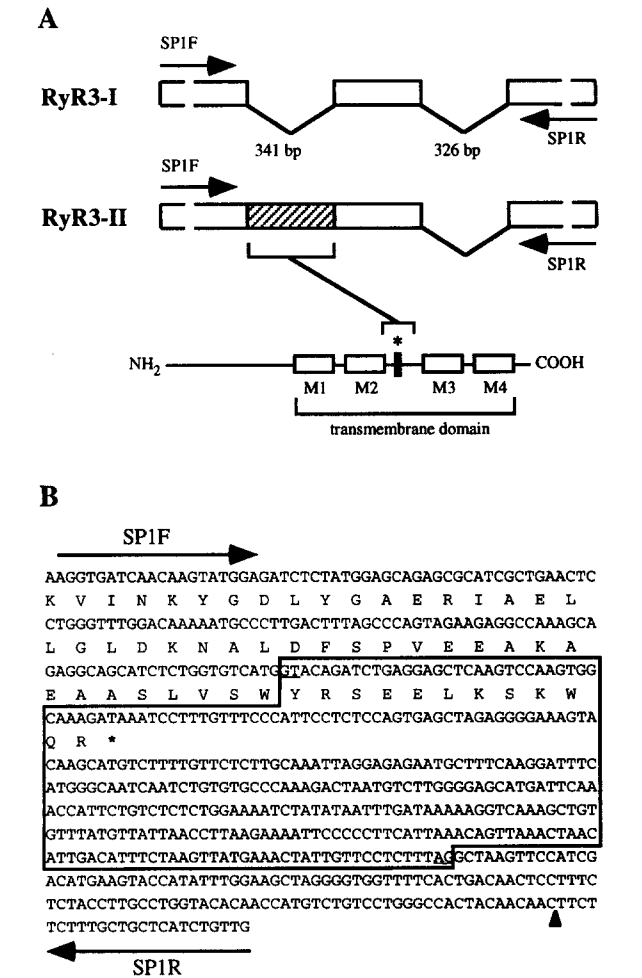 A
SP1F
RyR3-I
341 bp
326 bp
SP1R
SP1F
RyR3-II
SP1R
*
NH2
COOH
M1 M2 M3 M4
transmembrane domain
B
SP1F
AAGGTGATCAACAAGTATGGAGATCTCTATGGAGCAGAGCGCATCGCTGAACTC
K V I N K Y G D L Y G A E R I A E L
CTGGGTTTGGACAAAAATGCCCTTGACTTTAGCCCAGTAGAAGAGGCCAAAGCA
L G L D K N A L D F S P V E E A K A
GAGGCAGCATCTCTGGTGTCATGGTACAGATCTGAGGAGCTCAAGTCCAAGTGG
E A A S L V S W Y R S E E L K S K W
CAAAGATAAATCCTTTGTTTCCCATTCCTCTCCAGTGAGCTAGAGGGGAAAGTA
Q R *
CAAGCATGTCTTTTGTTCTCTTGCAAATTAGGAGAGAATGCTTTCAAGGATTTC
ATGGGCAATCAATCTGTGTGCCCAAAGACTAATGTCTTGGGGAGCATGATTCAA
ACCATTCTGTCTCTCTGGAAAATCTATATAATTTGATAAAAAGGTCAAAGCTGT
GTTTATGTTATTAACCTTAAGAAAATTCCCCCTTCATTAAACAGTTAAACTAAC
ATTGACATTTCTAAGTTATGAAACTATTGTTCCTCTTTAGGCTAAGTTCCATCG
ACATGAAGTACCATATTTGGAAGCTAGGGGTGGTTTTCACTGACAACTCCTTTC
TCTACCTTGCCTGGTACACAACCATGTCTGTCCTGGGCCACTACAACAACTTCT
TCTTTGCTGCTCATCTGTTG
SP1R